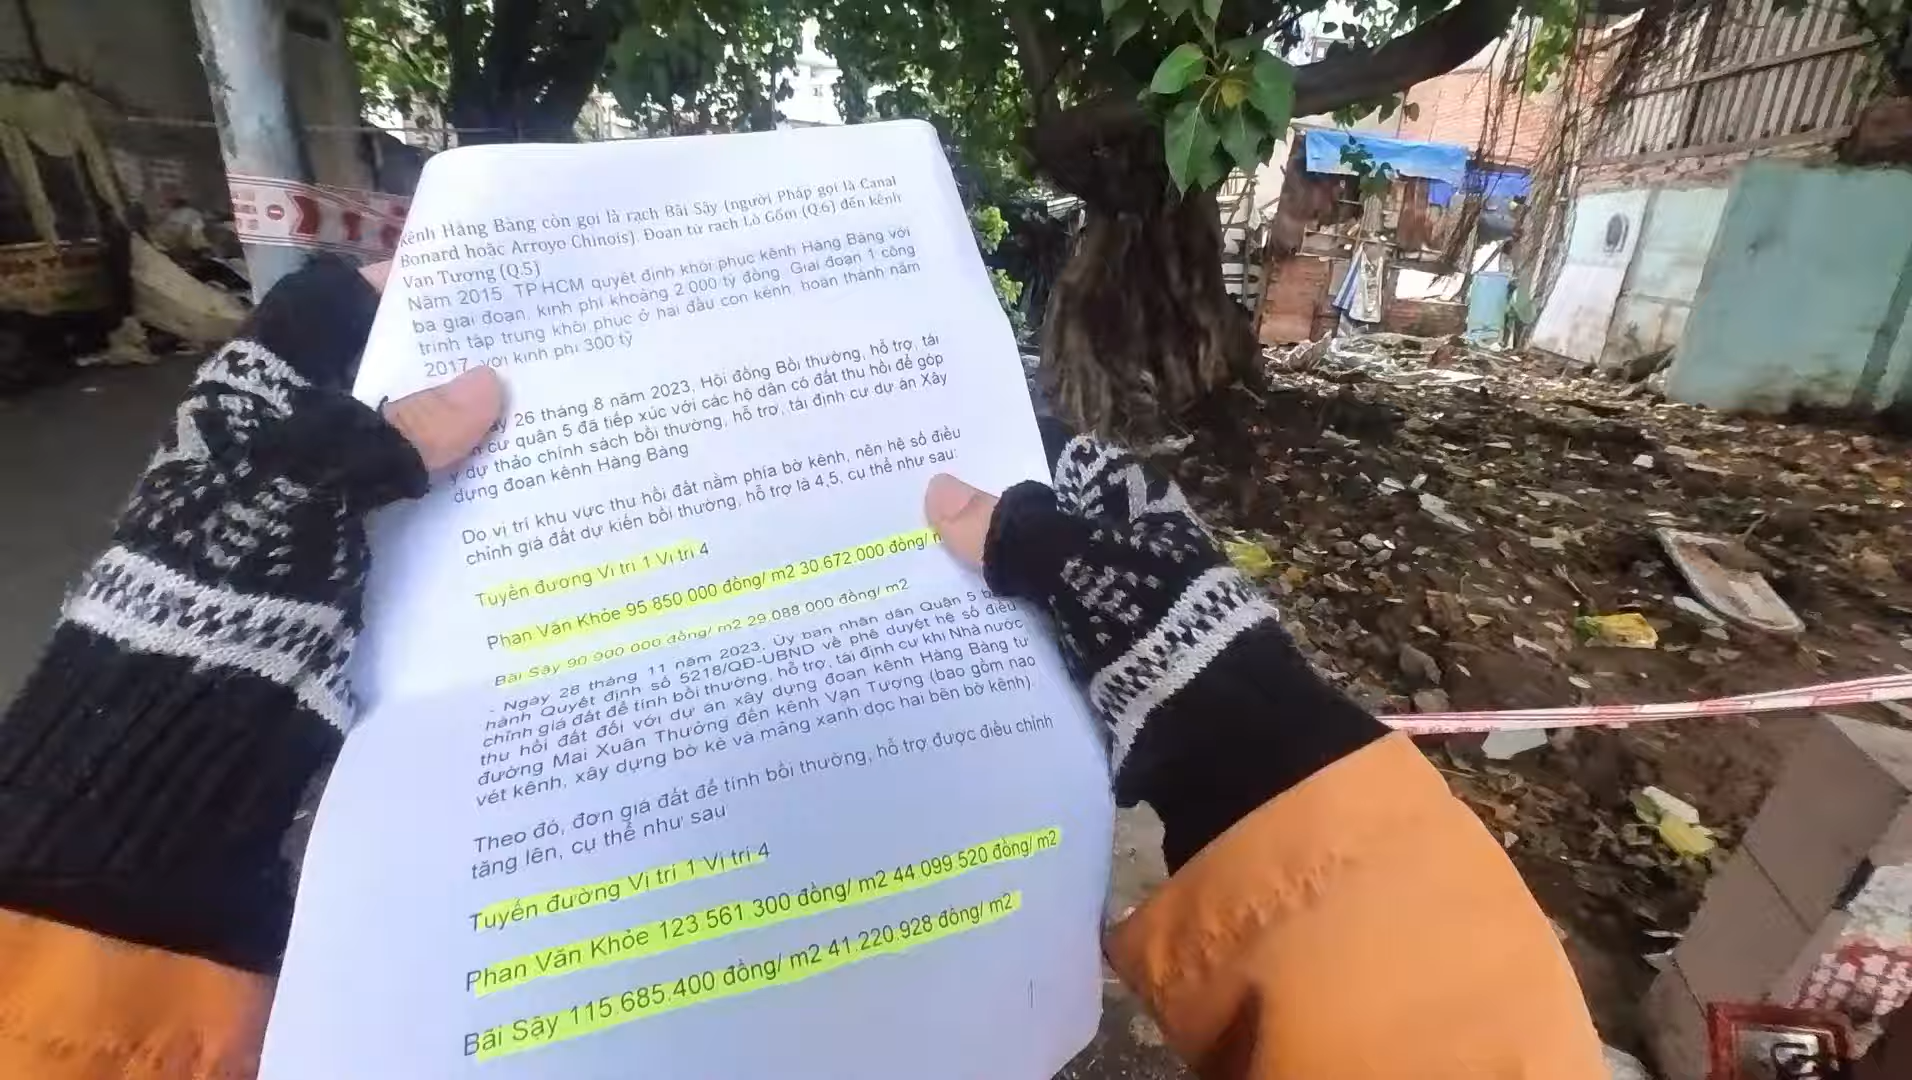 kênh Hàng Bàng còn gọi là rạch Bãi Sậy (người Pháp gọi là Canal
Bonard hoặc Arroyo Chinois). Đoạn từ rạch Lò Gốm (Q.6) đến kênh
Vạn Tượng (Q.5)
Năm 2015, TP HCM quyết định khôi phục kênh Hàng Bàng với
ba giai đoạn, kinh phí khoảng 2.000 tỷ đồng. Giai đoạn 1 công
trình tập trung khôi phục ở hai đầu con kênh, hoàn thành năm
2017, với kinh phí 300 tỷ
26 tháng 8 năm 2023, Hội đồng Bồi thường, hỗ trợ, tái
cư quận 5 đã tiếp xúc với các hộ dân có đất thu hồi để góp
ý dự thảo chính sách bồi thường, hỗ trợ, tái định cư dự án Xây
dựng đoạn kênh Hàng Bàng
Do vị trí khu vực thu hồi đất nằm phía bờ kênh, nên hệ số điều
chỉnh giá đất dự kiến bồi thường, hỗ trợ là 4,5, cụ thể như sau:
Tuyến đường Vị trí 1 Vị trí 4
Phan Văn Khỏe 95 850 000 đồng/ m2 30.672.000 đồng/
Bãi Sậy 90 900 000 đồng/ m2 29.088 000 đồng/ m2
- Ngày 28 tháng 11 năm 2023, Ủy ban nhân dân Quận 5
hành Quyết định số 5218/QĐ-UBND về phê duyệt hệ số điều
chỉnh giá đất để tính bồi thường, hỗ trợ, tái định cư khi Nhà nước
thu hồi đất đối với dự án xây dựng đoạn kênh Hàng Bàng từ
đường Mai Xuân Thưởng đến kênh Vạn Tượng (bao gồm nạo
vét kênh, xây dựng bờ kè và mảng xanh dọc hai bên bờ kênh).
Theo đó, đơn giá đất để tính bồi thường, hỗ trợ được điều chỉnh
tăng lên, cụ thể như sau
Tuyến đường Vị trí 1 Vị trí 4
Phan Văn Khỏe 123 561 300 đồng/ m2 44.099.520 đồng/ m2
Bãi Sậy 115.685.400 đồng/ m2 41.220.928 đồng/ m2